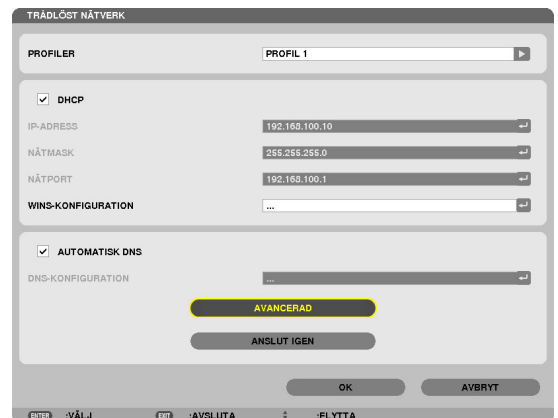 TRÅDLÖST NÄTVERK
PROFILER PROFIL 1
DHCP
IP-ADRESS 192.168.100.10
NÄTMASK 255.255.255.0
NÄTPORT 192.168.100.1
WINS-KONFIGURATION ...
AUTOMATISK DNS
DNS-KONFIGURATION ...
AVANCERAD
ANSLUT IGEN
OK AVBRYT
ENTER :VÄLJ EXIT :AVSLUTA :FLYTTA